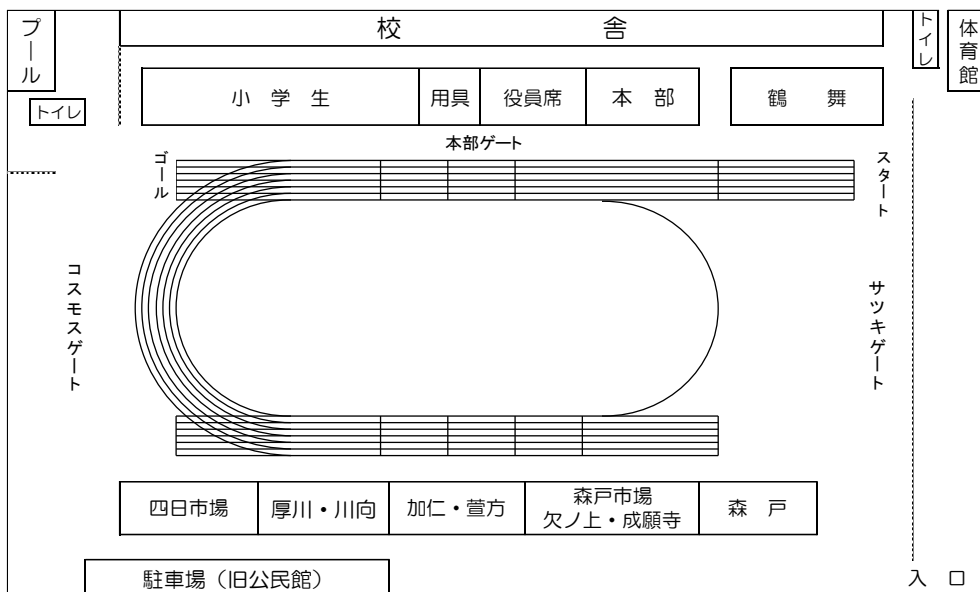 プール
校　舎
トイレ
体育館
トイレ
小　学　生
用具
役員席
本　部
鶴　舞
本部ゲート
ゴール
スタート
コスモスゲート
サツキゲート
四日市場
厚川・川向
加仁・萱方
森戸市場
欠ノ上・成願寺
森　戸
駐車場（旧公民館）
入　口